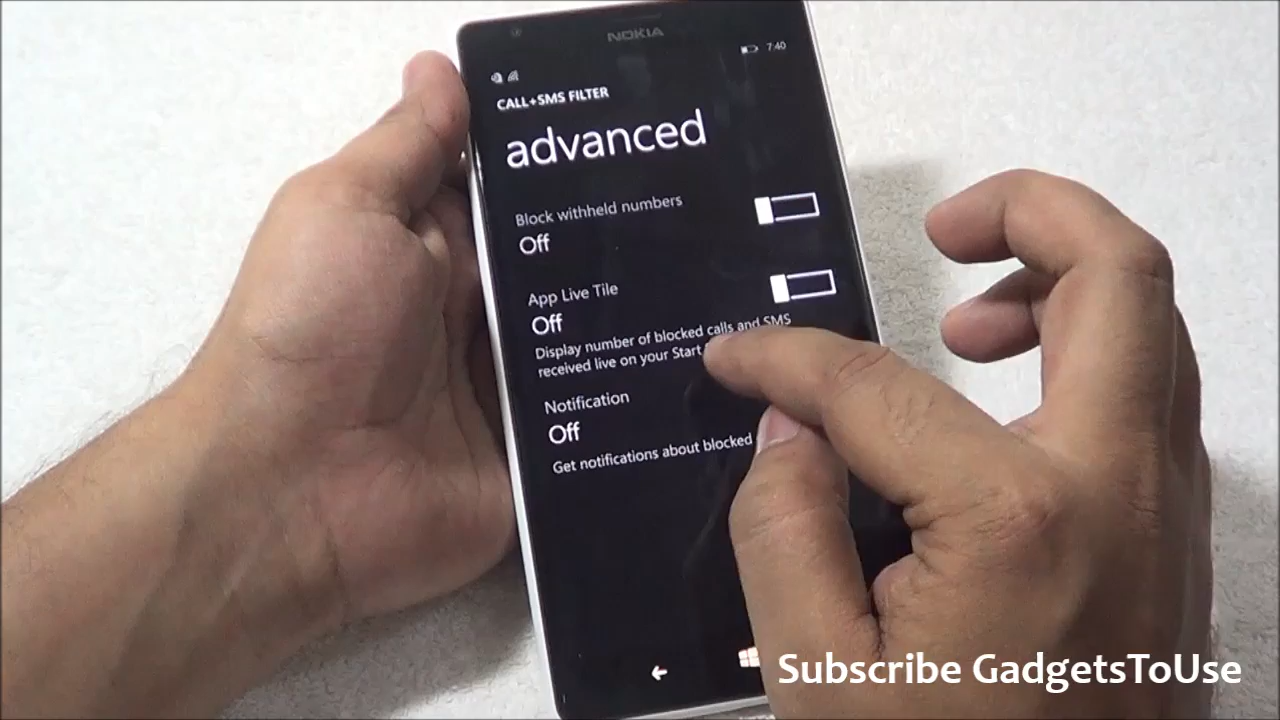 NOKIA
7:40
CALL+SMS FILTER
advanced
Block withheld numbers
Off
App Live Tile
Off
Display number of blocked calls and SMS
received live on your Start
Notification
Off
Get notifications about blocked
Subscribe GadgetsToUse